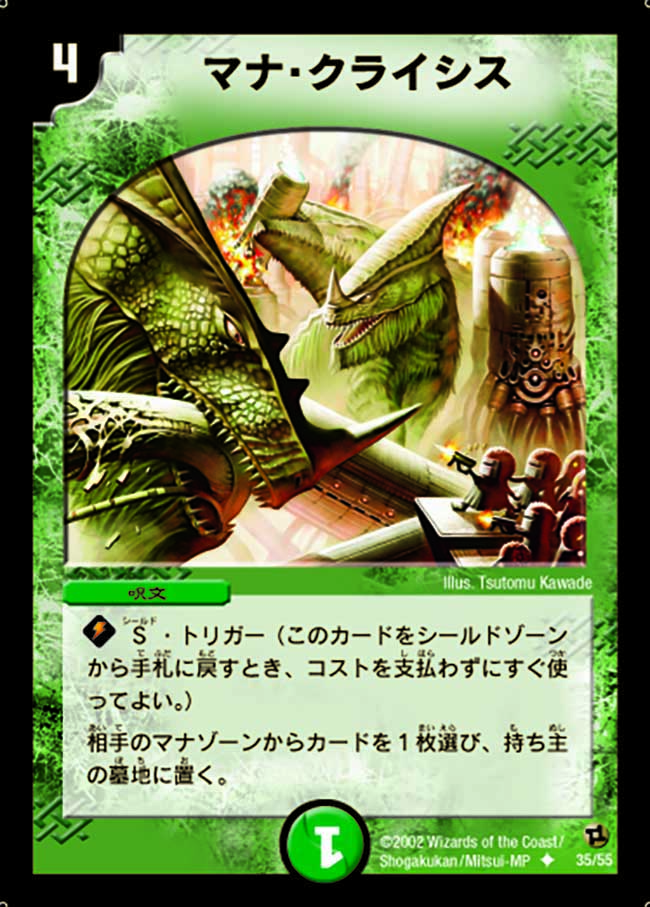 4
マナ・クライシス
Illus. Tsutomu Kawade
呪文
S・トリガー（このカードをシールドゾーン
から手札に戻すとき、コストを支払わずにすぐ使
ってよい。）
相手のマナゾーンからカードを１枚選び、持ち主
の墓地に置く。
1
©2002 Wizards of the Coast/
Shogakukan/Mitsui-MP
35/55